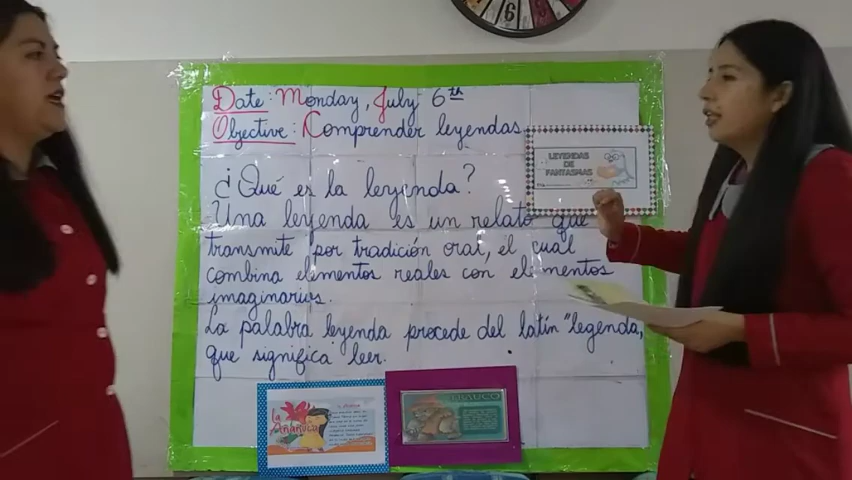 Date: Monday, July 6th
Objective: Comprender leyendas
LEYENDAS
DE
FANTASMAS
¿Qué es la leyenda?
Una leyenda es un relato que
transmite por tradición oral, el cual
combina elementos reales con elementos
imaginarios.
La palabra leyenda procede del latín "legenda,
que significa leer.
LA
AÑAÑUCA